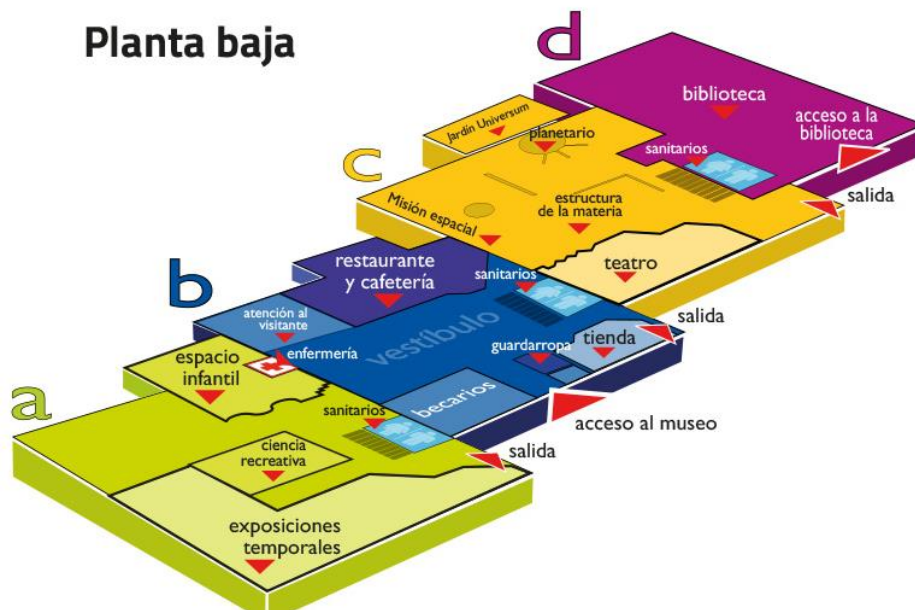 Planta baja
d
biblioteca
acceso a la
biblioteca
Jardín Universum
planetario
sanitarios
c
salida
Misión espacial
estructura
de la materia
restaurante
y cafetería
sanitarios
teatro
b
atención al
visitante
vestíbulo
salida
tienda
guardarropa
enfermería
espacio
infantil
becarios
acceso al museo
a
sanitarios
ciencia
recreativa
salida
exposiciones
temporales